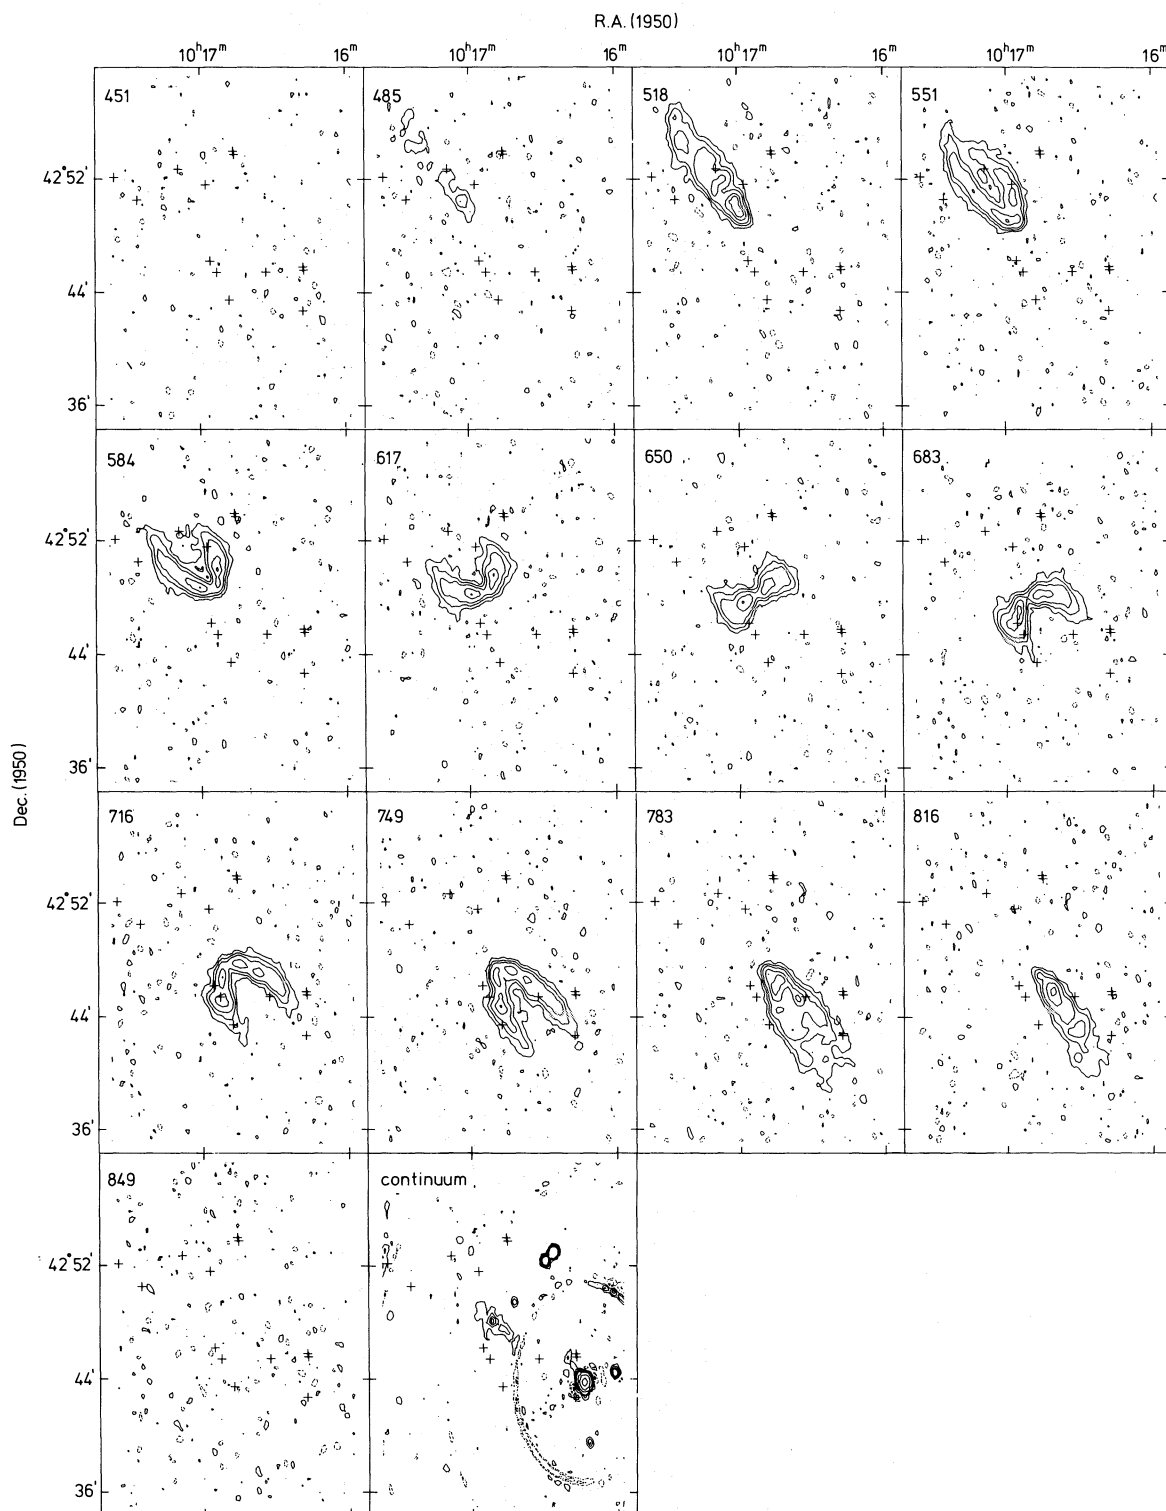 R.A. (1950)
10ʰ17ᵐ 16ᵐ 10ʰ17ᵐ 16ᵐ 10ʰ17ᵐ 16ᵐ 10ʰ17ᵐ 16ᵐ
451 485 518 551
42°52'
44'
36'
584 617 650 683
42°52'
44'
36'
Dec. (1950)
716 749 783 816
42°52'
44'
36'
849 continuum
42°52'
44'
36'